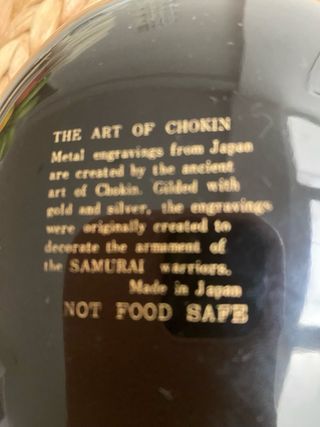 THE ART OF CHOKIN
Metal engravings from Japan
are created by the ancient
art of Chokin. Gilded with
gold and silver, the engravings
were originally created to
decorate the armament of
the SAMURAI warriors.
Made in Japan
NOT FOOD SAFE